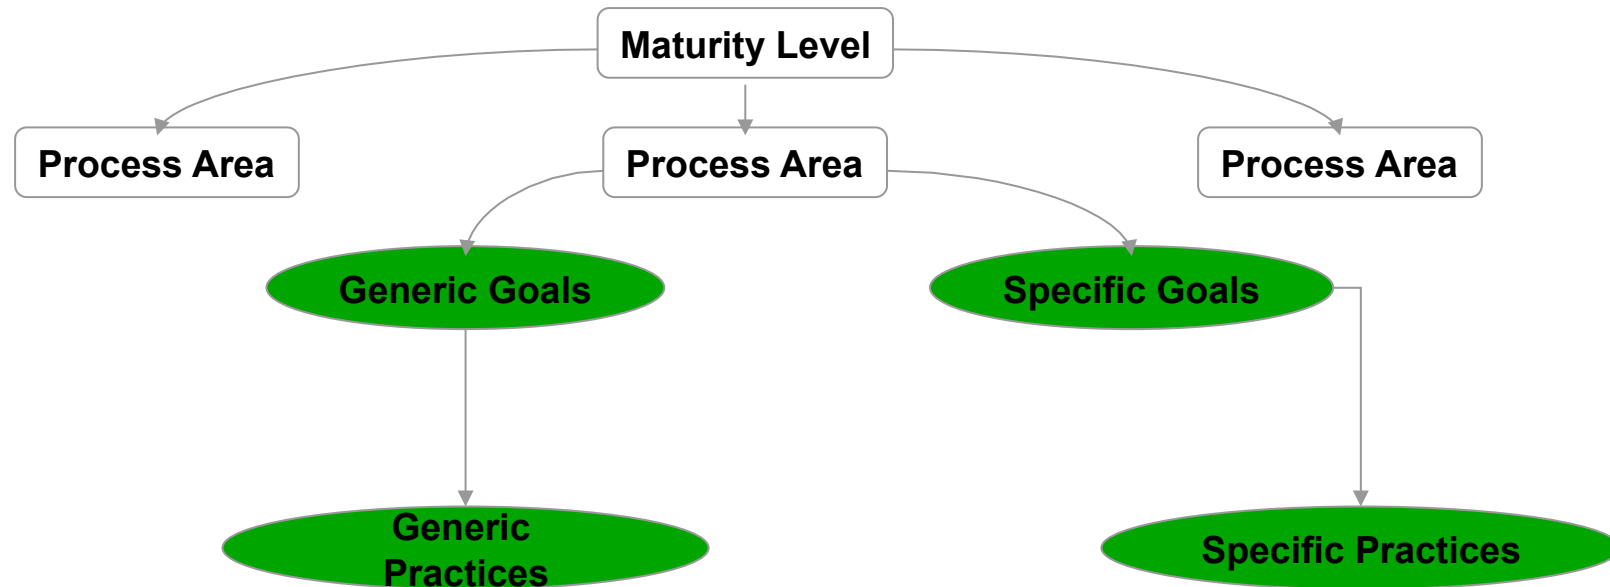 Maturity Level
Process Area
Process Area
Process Area
Generic Goals
Specific Goals
Generic
Practices
Specific Practices